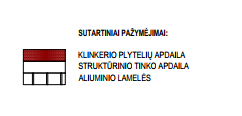 SUTARTINIAI PAŽYMĖJIMAI:
KLINKERIO PLYTELIŲ APDAILA
STRUKTŪRINIO TINKO APDAILA
ALIUMINIO LAMELĖS